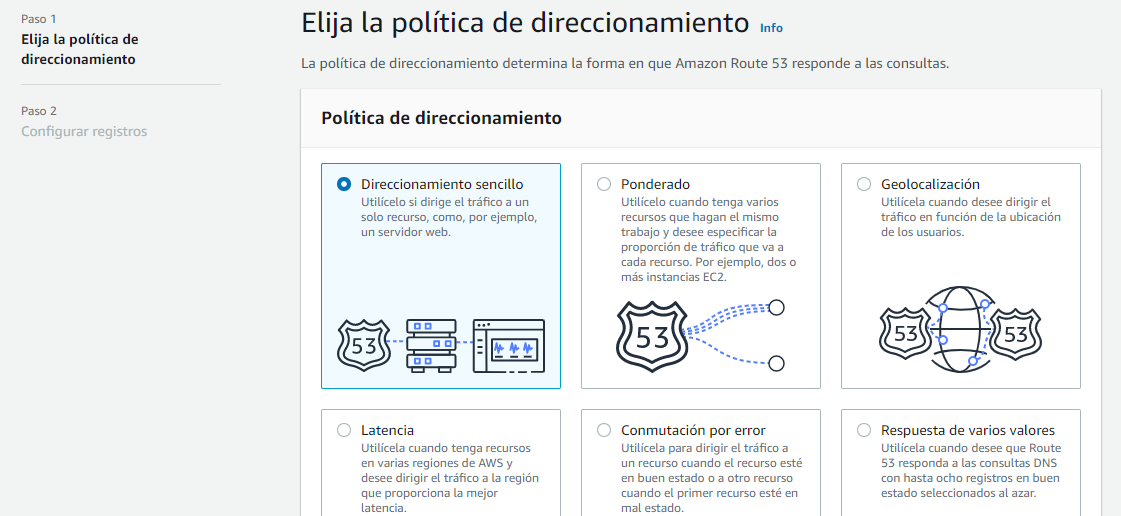 Paso 1
Elija la política de
direccionamiento
Paso 2
Configurar registros
Elija la política de direccionamiento Info
La política de direccionamiento determina la forma en que Amazon Route 53 responde a las consultas.
Política de direccionamiento
Direccionamiento sencillo
Utilícelo si dirige el tráfico a un
solo recurso, como, por ejemplo,
un servidor web.
53
Ponderado
Utilícelo cuando tenga varios
recursos que hagan el mismo
trabajo y desee especificar la
proporción de tráfico que va a
cada recurso. Por ejemplo, dos o
más instancias EC2.
53
Geolocalización
Utilícela cuando desee dirigir el
tráfico en función de la ubicación
de los usuarios.
53
53
Latencia
Utilícela cuando tenga recursos
en varias regiones de AWS y
desee dirigir el tráfico a la región
que proporciona la mejor
latencia.
Conmutación por error
Utilícela para dirigir el tráfico a
un recurso cuando el recurso esté
en buen estado o a otro recurso
cuando el primer recurso esté en
mal estado.
Respuesta de varios valores
Utilícela cuando desee que Route
53 responda a las consultas DNS
con hasta ocho registros en buen
estado seleccionados al azar.